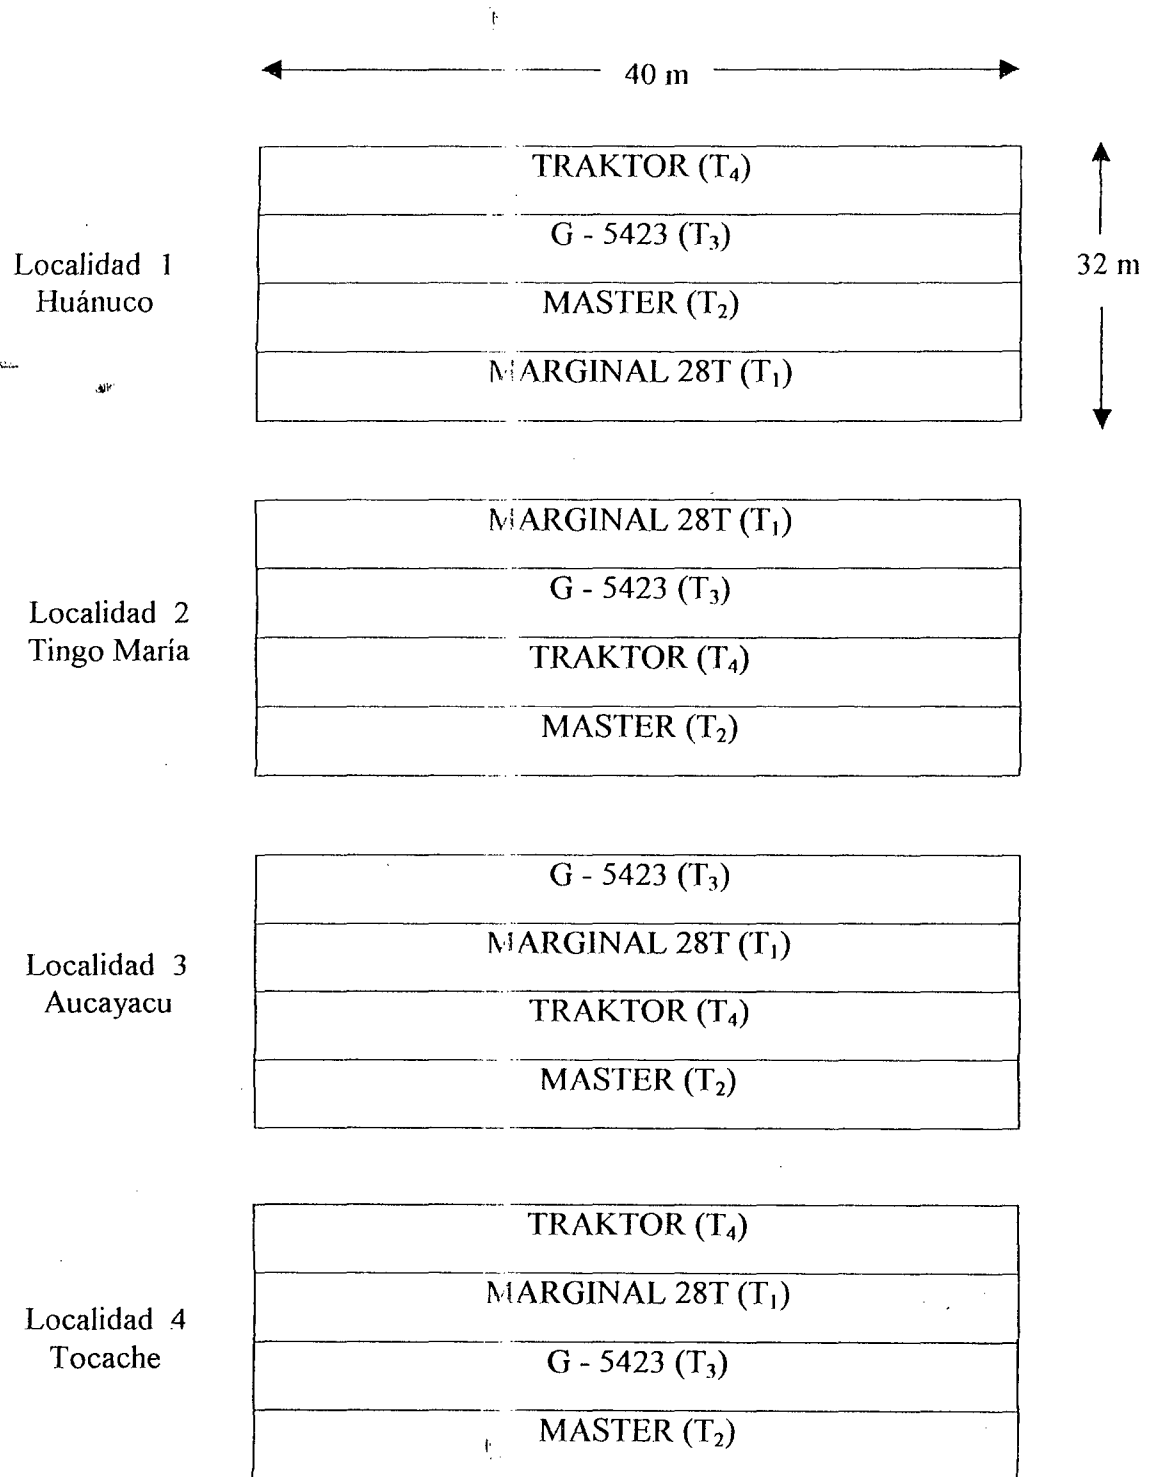 40 m
TRAKTOR (T₄)
G - 5423 (T₃)
Localidad 1
Huánuco
32 m
MASTER (T₂)
MARGINAL 28T (T₁)
MARGINAL 28T (T₁)
G - 5423 (T₃)
Localidad 2
Tingo María
TRAKTOR (T₄)
MASTER (T₂)
G - 5423 (T₃)
MARGINAL 28T (T₁)
Localidad 3
Aucayacu
TRAKTOR (T₄)
MASTER (T₂)
TRAKTOR (T₄)
MARGINAL 28T (T₁)
Localidad 4
Tocache
G - 5423 (T₃)
MASTER (T₂)